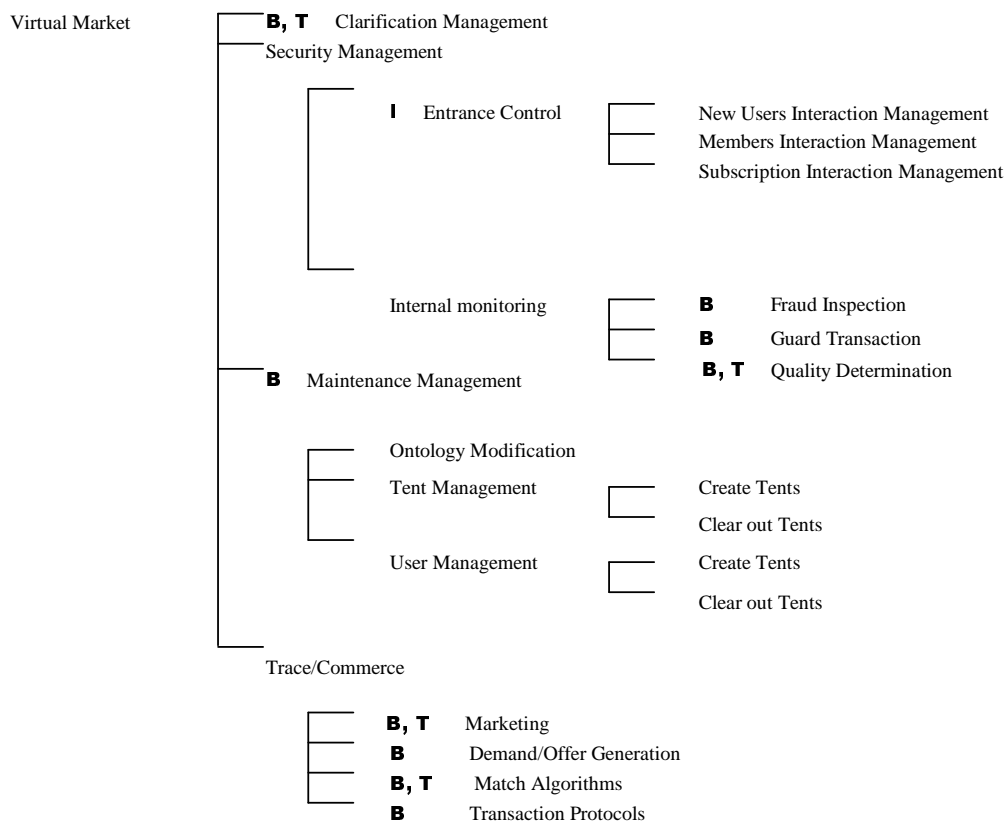 Virtual Market B, T Clarification Management
Security Management
I Entrance Control New Users Interaction Management
Members Interaction Management
Subscription Interaction Management
Internal monitoring B Fraud Inspection
B Guard Transaction
B, T Quality Determination
B Maintenance Management
Ontology Modification
Tent Management Create Tents
Clear out Tents
User Management Create Tents
Clear out Tents
Trace/Commerce
B, T Marketing
B Demand/Offer Generation
B, T Match Algorithms
B Transaction Protocols